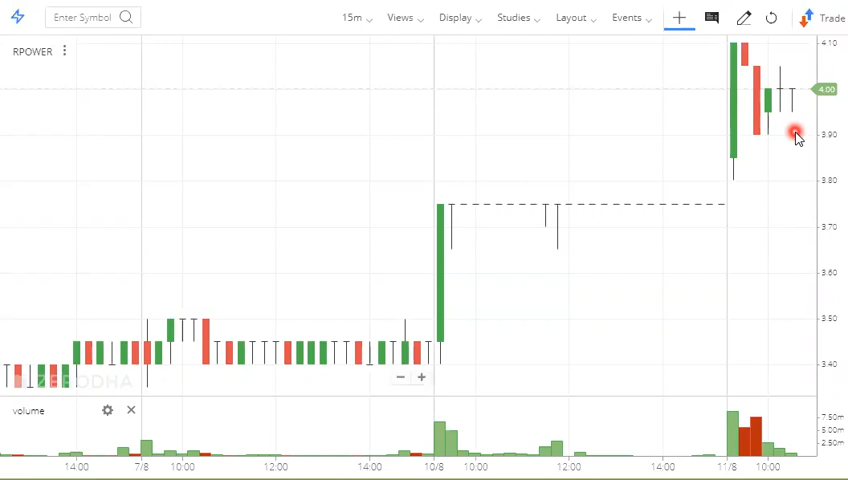 Enter Symbol 15m Views Display Studies Layout Events Trade
RPOWER
4.10
4.00
3.90
3.80
3.70
3.60
3.50
3.40
ZERODHA
− +
volume
7.50m
5.00m
2.50m
14:00 7/8 10:00 12:00 14:00 10/8 10:00 12:00 14:00 11/8 10:00